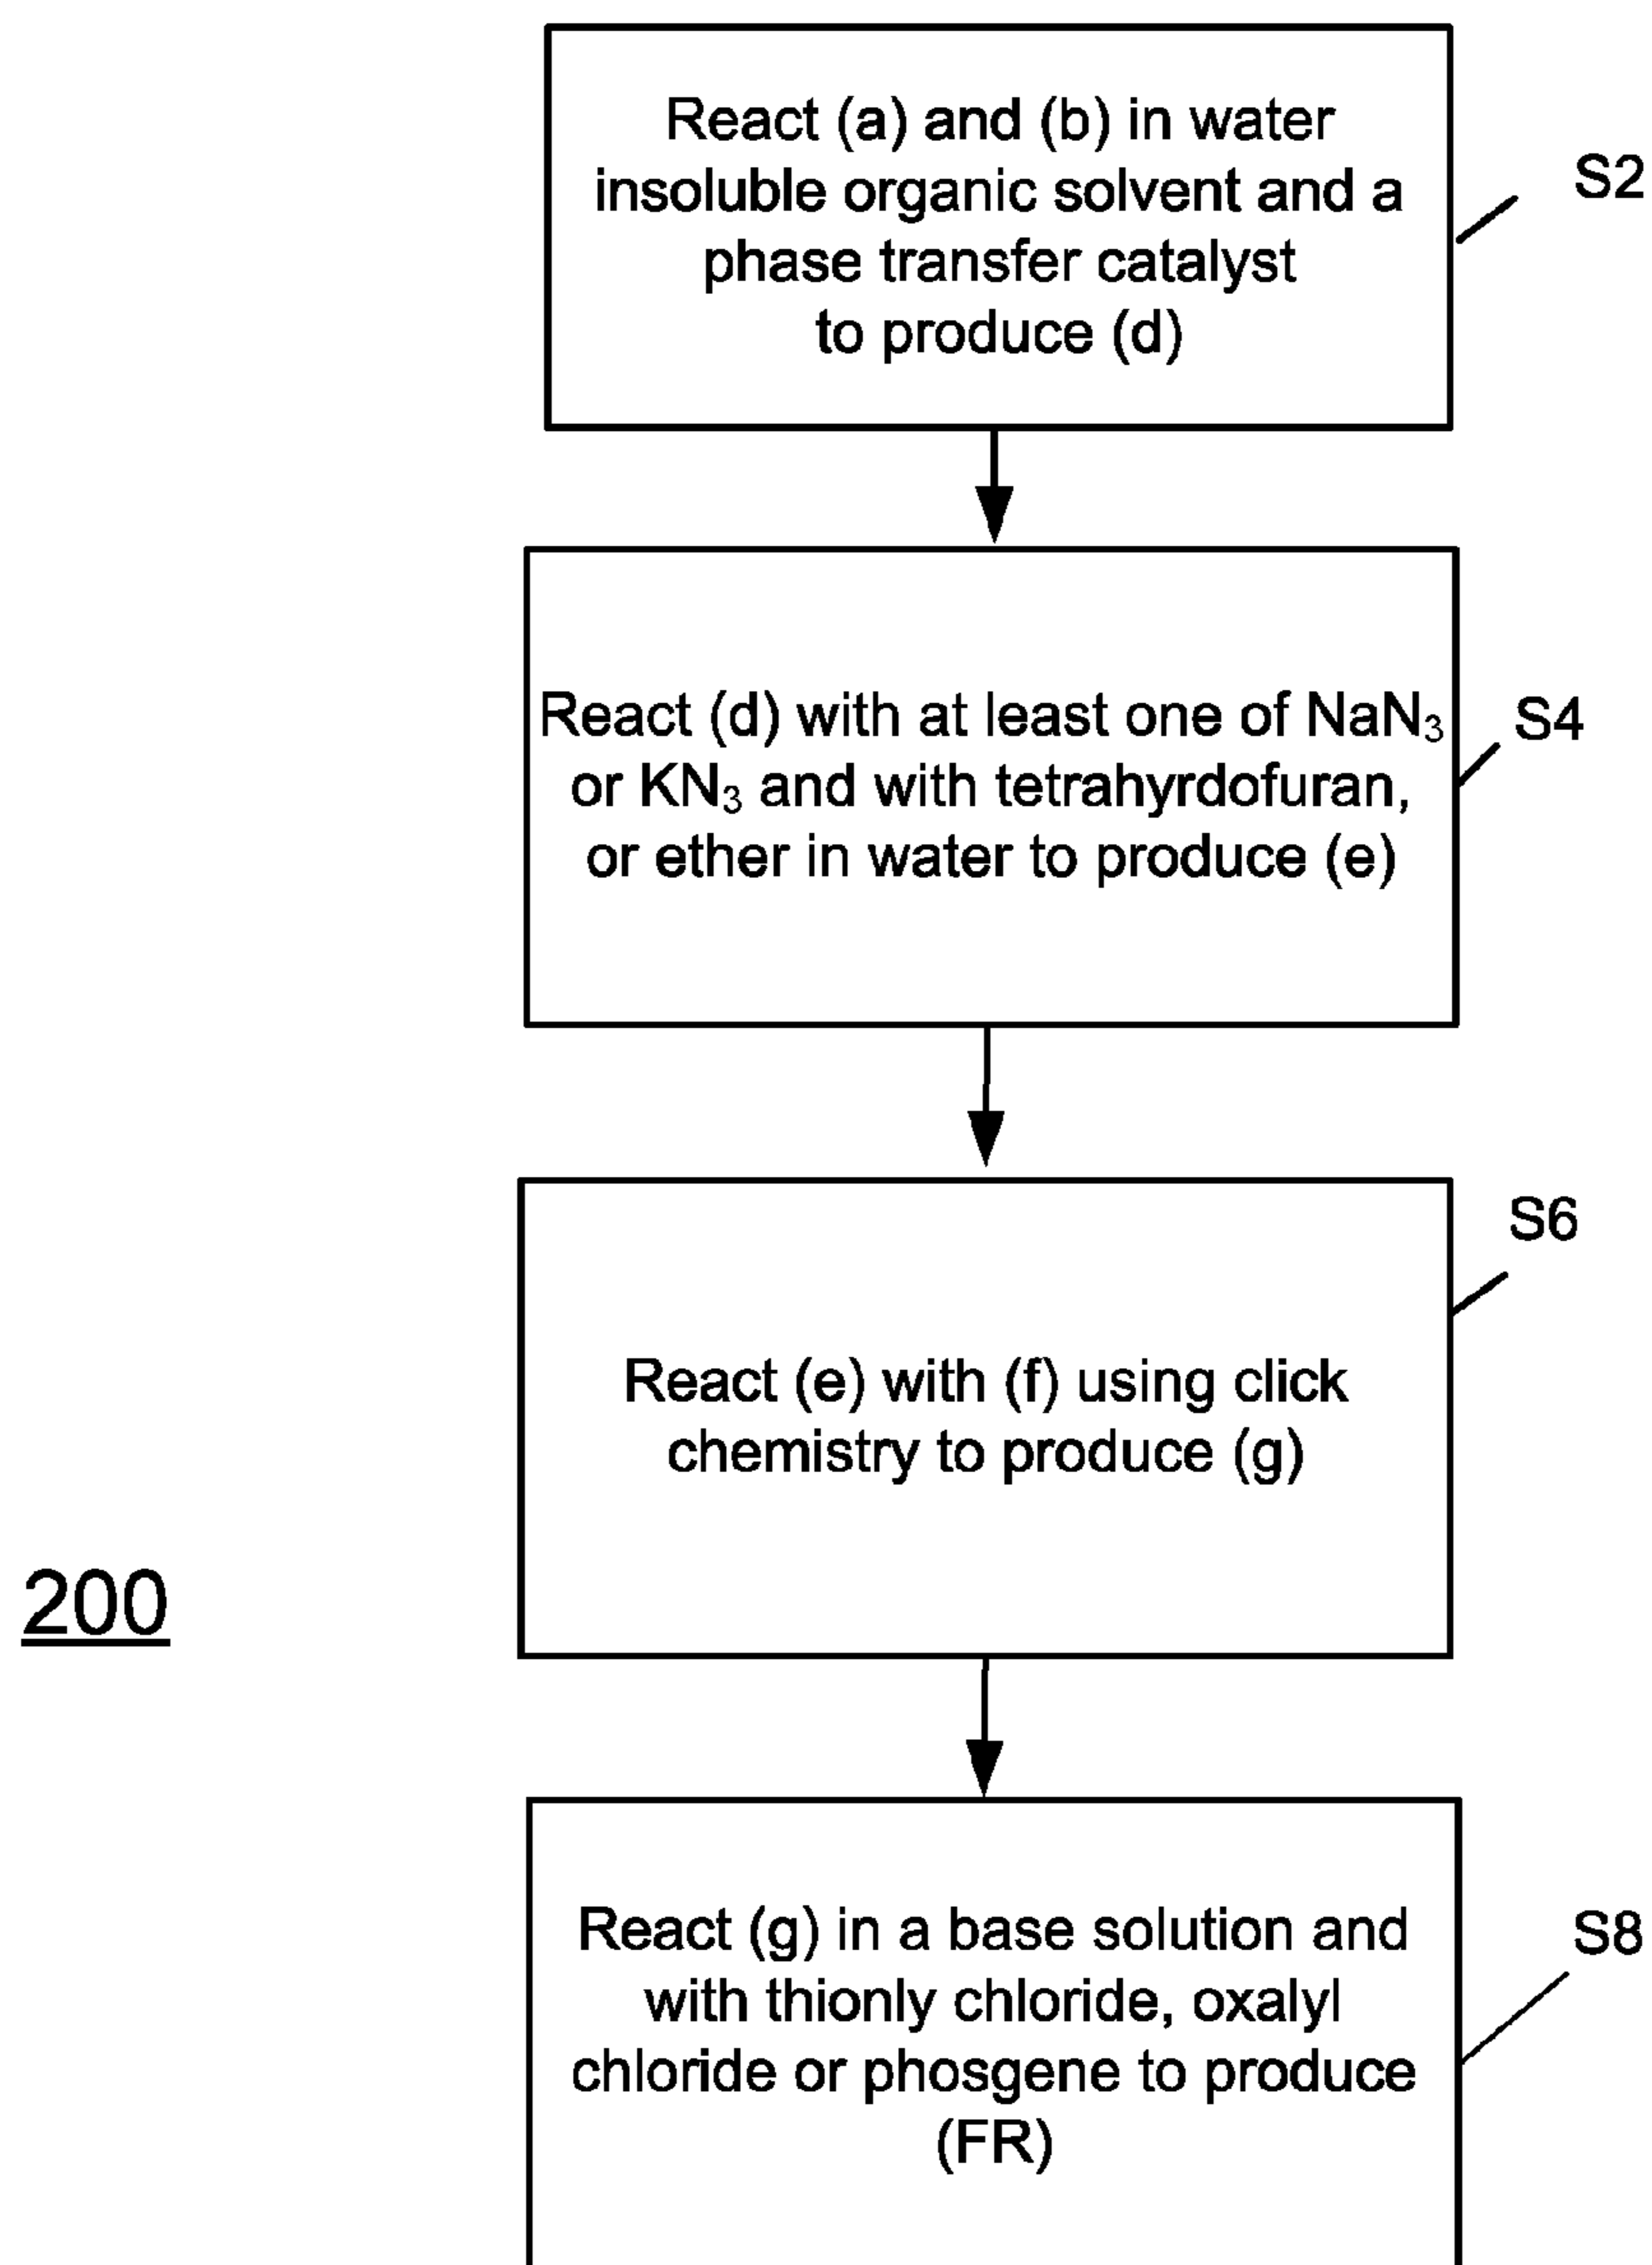 React (a) and (b) in water
insoluble organic solvent and a
phase transfer catalyst
to produce (d)
S2
React (d) with at least one of NaN₃
or KN₃ and with tetrahyrdofuran,
or ether in water to produce (e)
S4
React (e) with (f) using click
chemistry to produce (g)
S6
200
React (g) in a base solution and
with thionly chloride, oxalyl
chloride or phosgene to produce
(FR)
S8